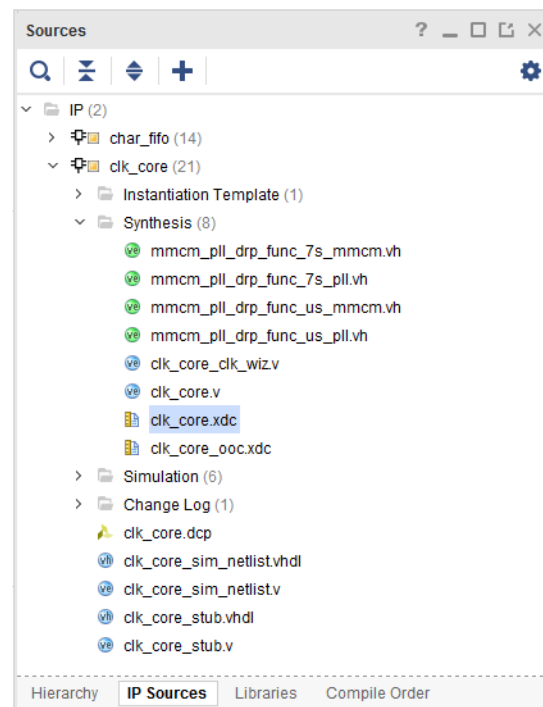 Sources
IP (2)
char_fifo (14)
clk_core (21)
Instantiation Template (1)
Synthesis (8)
mmcm_pll_drp_func_7s_mmcm.vh
mmcm_pll_drp_func_7s_pll.vh
mmcm_pll_drp_func_us_mmcm.vh
mmcm_pll_drp_func_us_pll.vh
clk_core_clk_wiz.v
clk_core.v
clk_core.xdc
clk_core_ooc.xdc
Simulation (6)
Change Log (1)
clk_core.dcp
clk_core_sim_netlist.vhdl
clk_core_sim_netlist.v
clk_core_stub.vhdl
clk_core_stub.v
Hierarchy IP Sources Libraries Compile Order